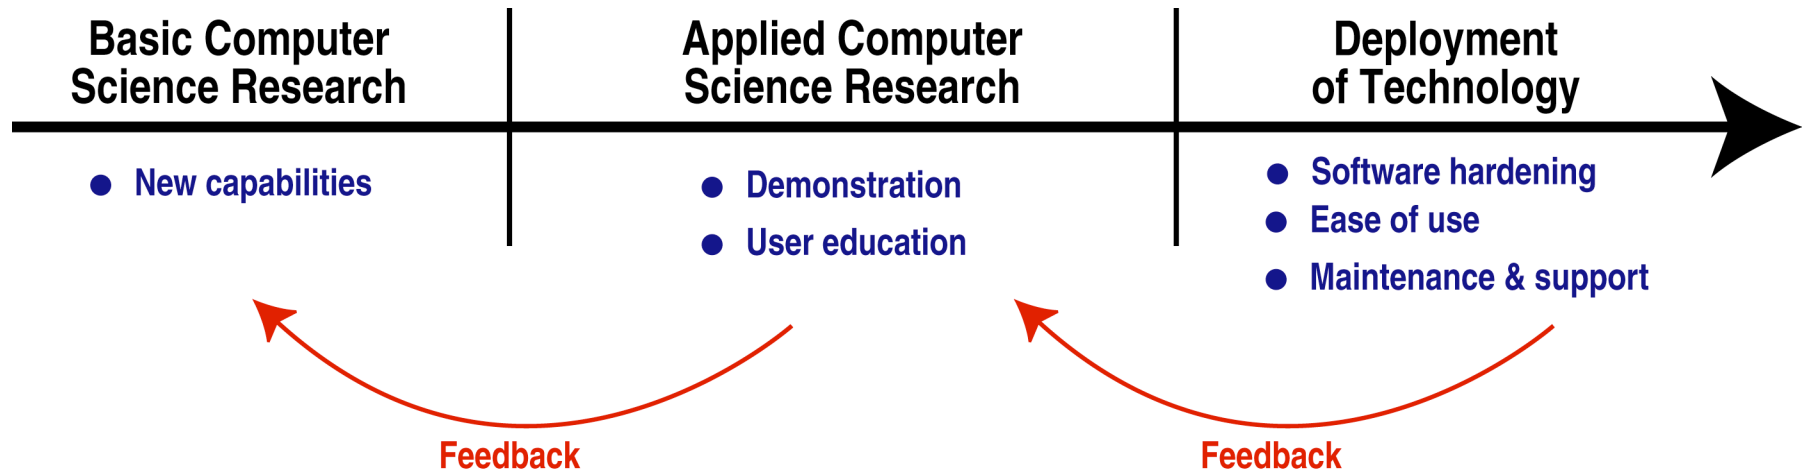 Basic Computer
Science Research
Applied Computer
Science Research
Deployment
of Technology
● New capabilities
● Demonstration
● User education
● Software hardening
● Ease of use
● Maintenance & support
Feedback
Feedback